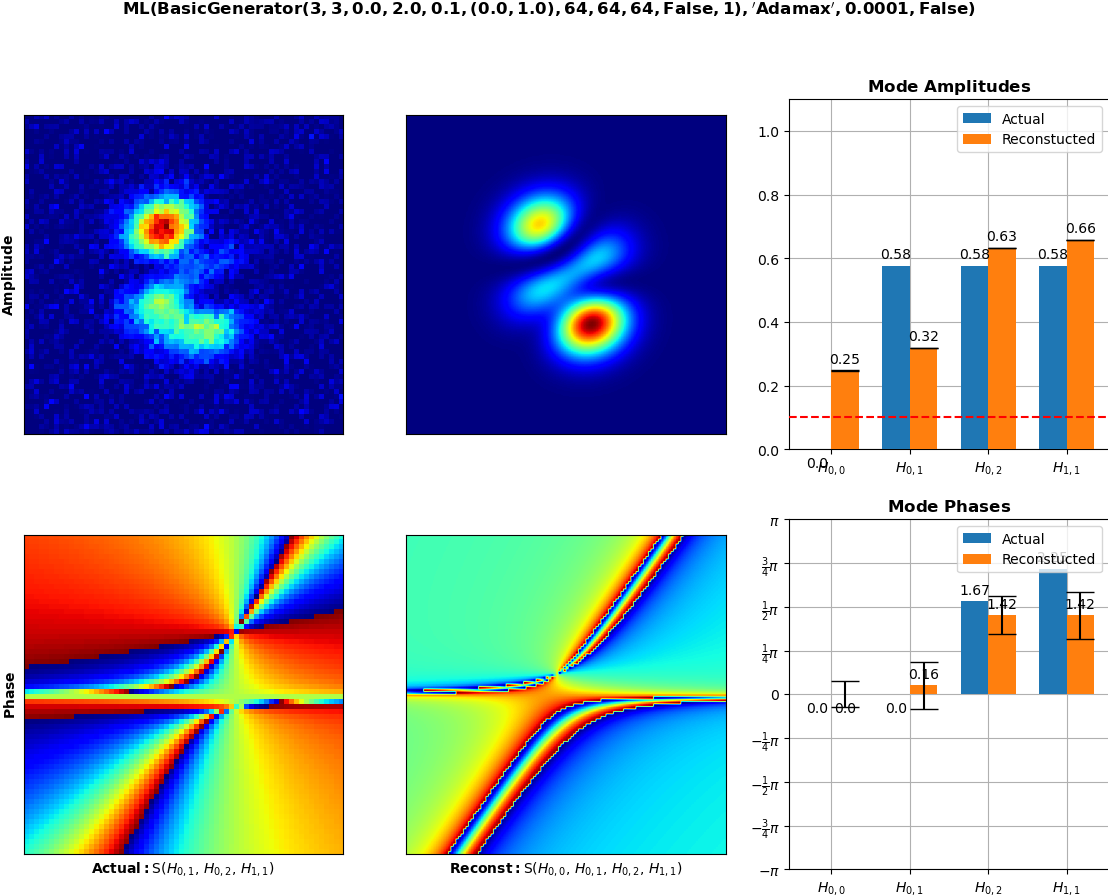 ML(BasicGenerator(3, 3, 0.0, 2.0, 0.1, (0.0, 1.0), 64, 64, 64, False, 1), 'Adamax', 0.0001, False)
Mode Amplitudes
Actual
Reconstucted
1.0
0.8
0.6
0.4
0.2
0.0
0.0
0.25
0.58
0.32
0.58
0.63
0.58
0.66
H0,0
H0,1
H0,2
H1,1
Amplitude
Mode Phases
Actual
Reconstucted
π
3/4π
1/2π
1/4π
0
−1/4π
−1/2π
−3/4π
−π
0.0
0.0
0.0
0.16
1.67
1.42
1.42
H0,0
H0,1
H0,2
H1,1
Phase
Actual: S(H0,1, H0,2, H1,1)
Reconst: S(H0,0, H0,1, H0,2, H1,1)